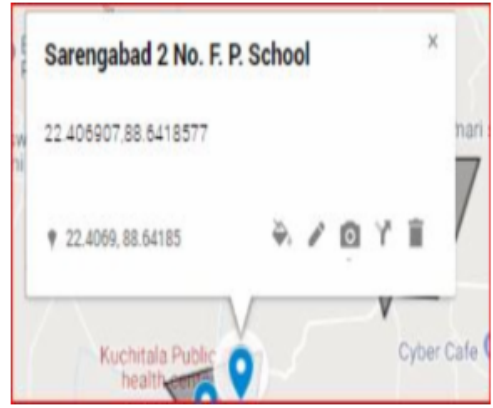 Sarengabad 2 No. F. P. School
22.406907,88.6418577
22.4069, 88.64185
Kuchitala Public
health
Cyber Cafe